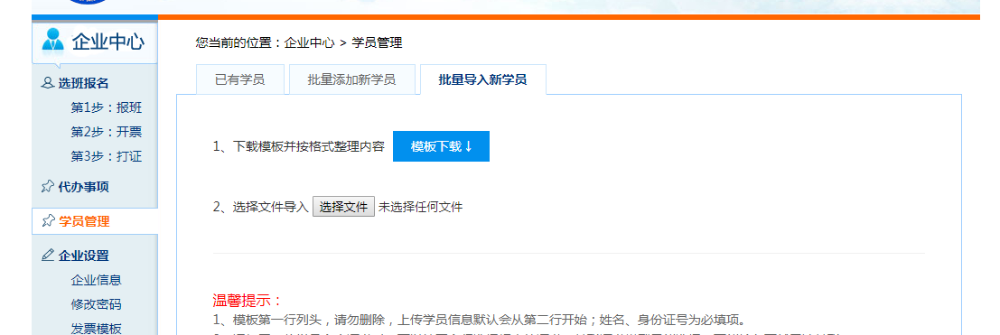 企业中心
您当前的位置：企业中心 > 学员管理
已有学员 批量添加新学员 批量导入新学员
选班报名
第1步：报班
第2步：开票
第3步：打证
代办事项
学员管理
企业设置
企业信息
修改密码
发票模板
1、下载模板并按格式整理内容 模板下载↓
2、选择文件导入 选择文件 未选择任何文件
温馨提示：
1、模板第一行列头，请勿删除，上传学员信息默认会从第二行开始；姓名、身份证号为必填项。